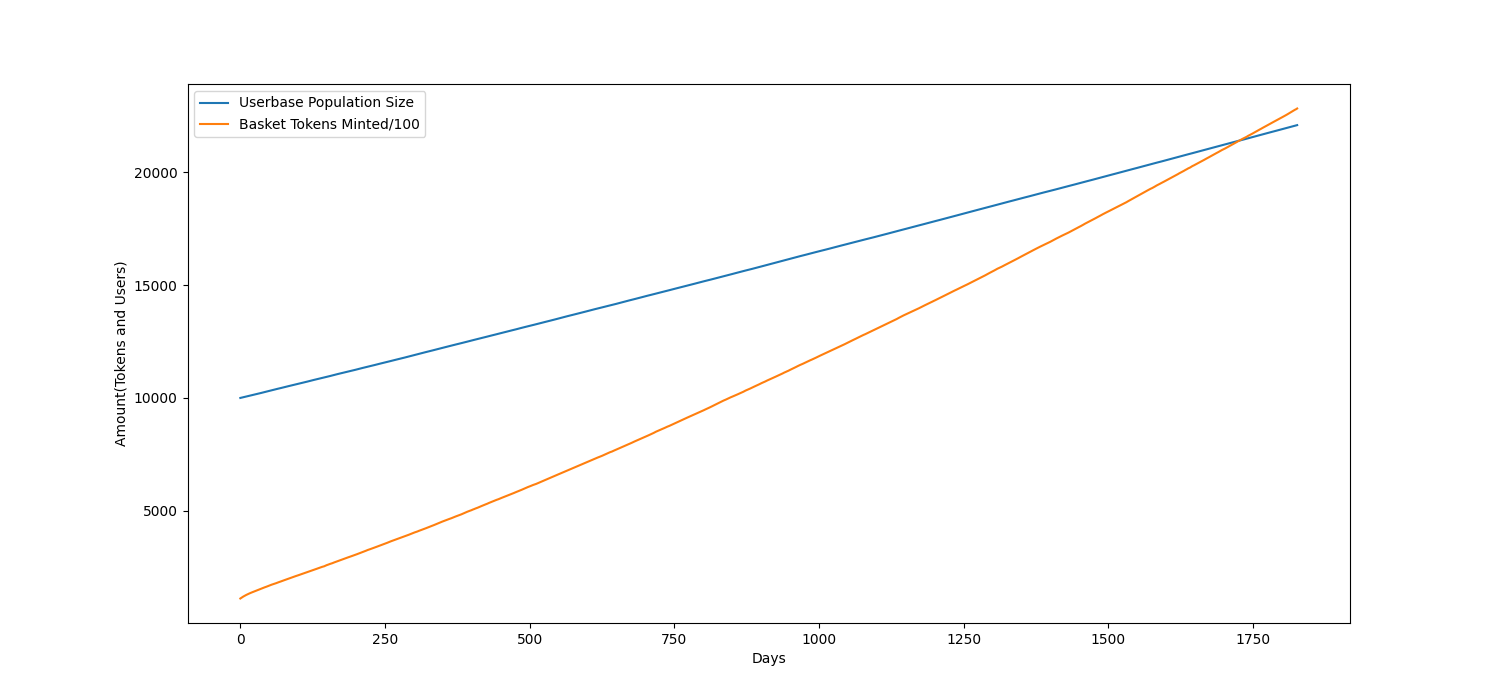 Userbase Population Size
Basket Tokens Minted/100
20000
15000
10000
5000
Amount(Tokens and Users)
0 250 500 750 1000 1250 1500 1750
Days